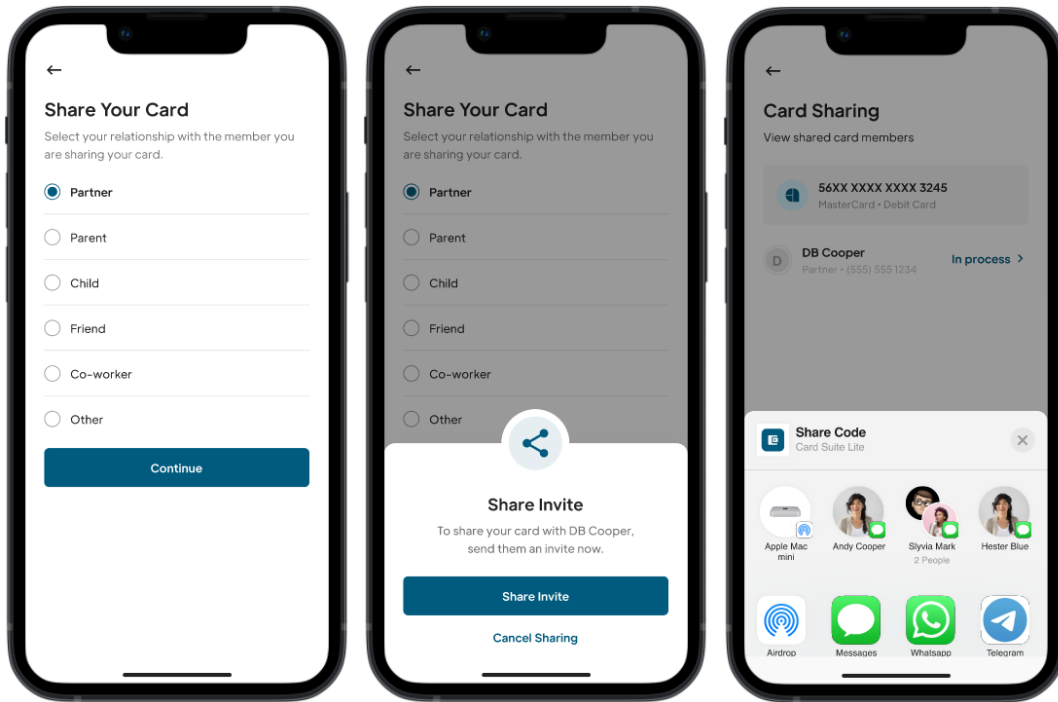 Share Your Card
Select your relationship with the member you
are sharing your card.
Partner
Parent
Child
Friend
Co-worker
Other
Continue
Share Your Card
Select your relationship with the member you
are sharing your card.
Partner
Parent
Child
Friend
Co-worker
Other
Share Invite
To share your card with DB Cooper,
send them an invite now.
Share Invite
Cancel Sharing
Card Sharing
View shared card members
56XX XXXX XXXX 3245
MasterCard • Debit Card
D
DB Cooper
Partner • (555) 555 1234
In process
Share Code
Card Suite Lite
Apple Mac
mini
Andy Cooper
Slyvia Mark
2 People
Hester Blue
Airdrop
Messages
Whatsapp
Telegram